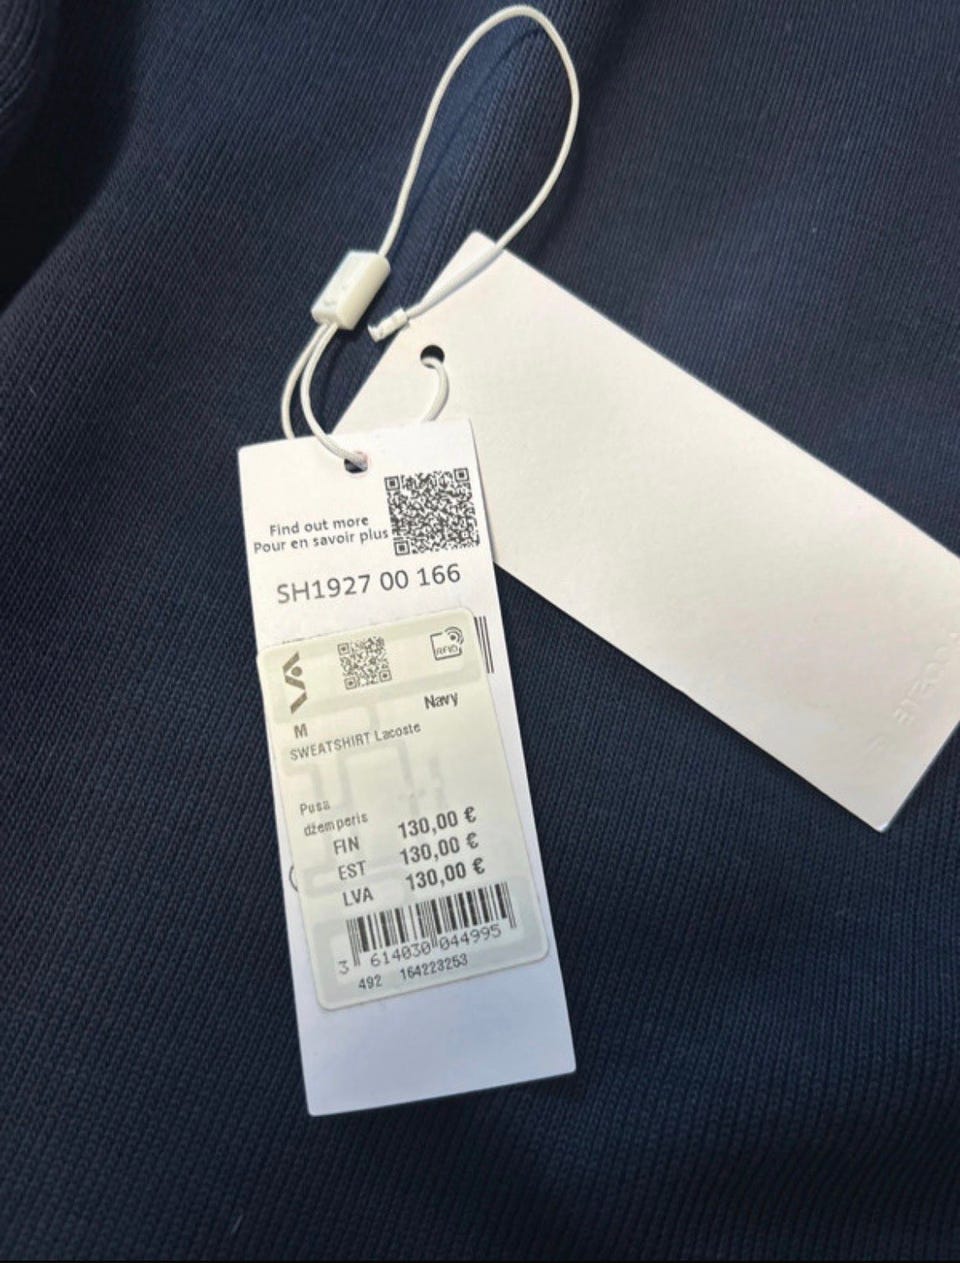 Find out more
Pour en savoir plus
SH1927 00 166
RFID
Navy
M
SWEATSHIRT Lacoste
Pusa
džemperis
FIN 130,00 €
EST 130,00 €
LVA 130,00 €
3 614030 044995
492 164223253